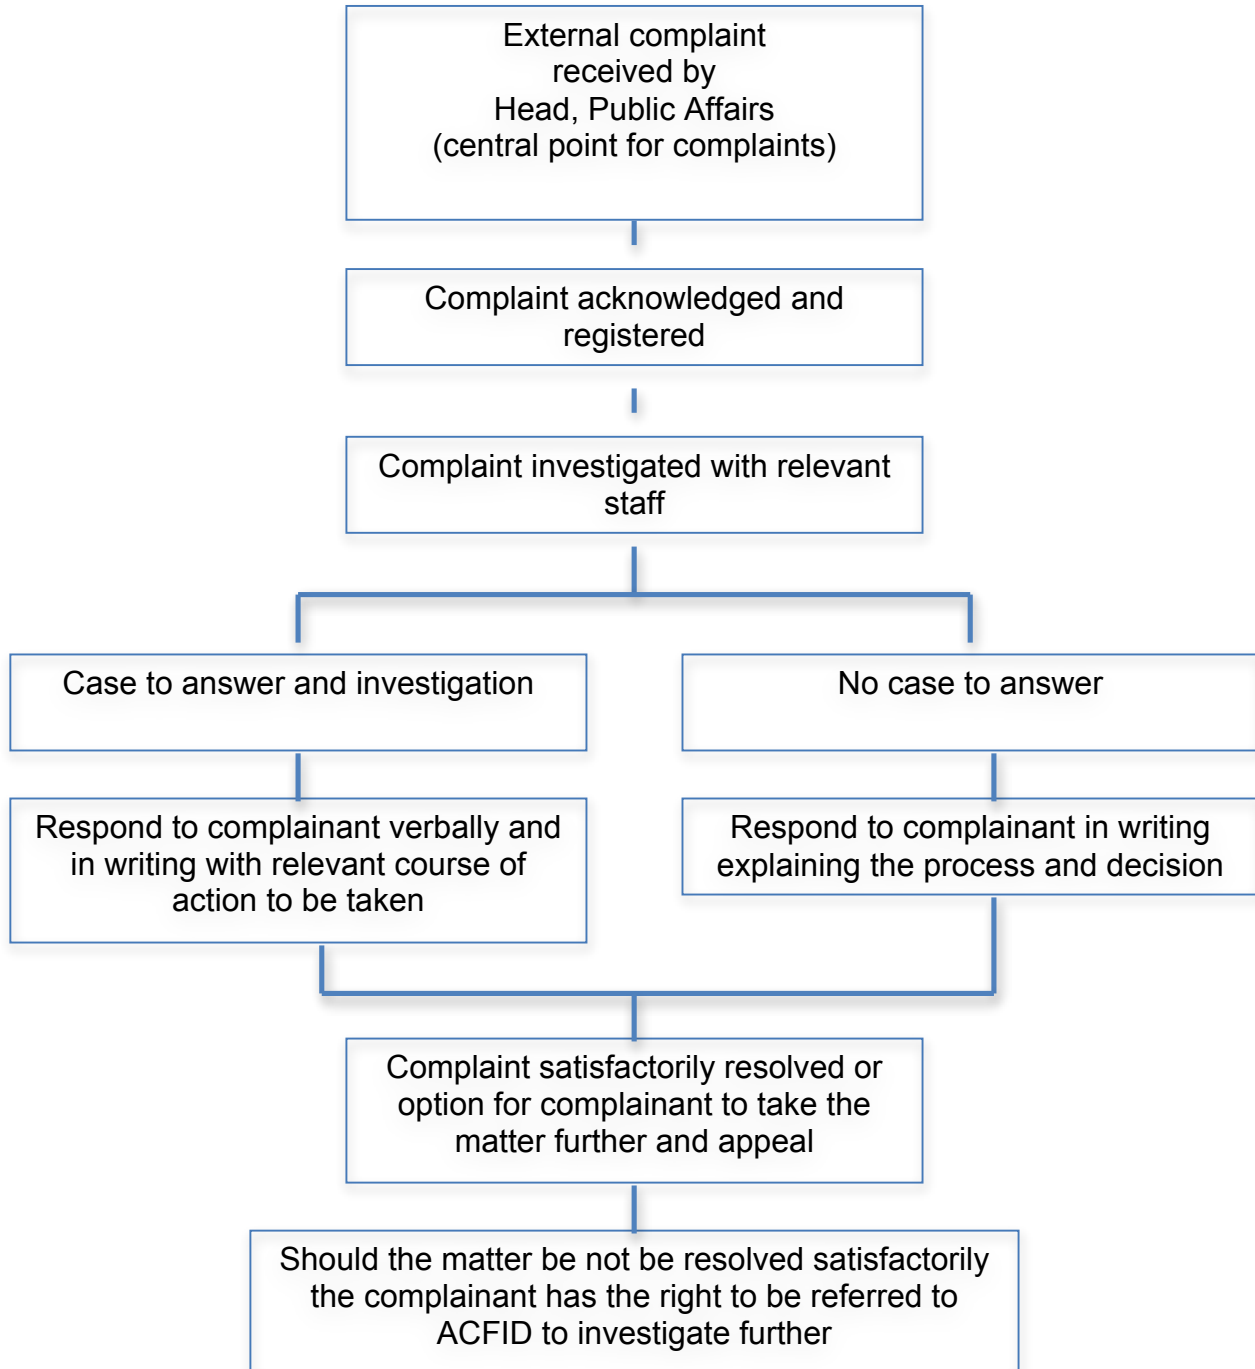 External complaint
received by
Head, Public Affairs
(central point for complaints)
Complaint acknowledged and
registered
Complaint investigated with relevant
staff
Case to answer and investigation
No case to answer
Respond to complainant verbally and
in writing with relevant course of
action to be taken
Respond to complainant in writing
explaining the process and decision
Complaint satisfactorily resolved or
option for complainant to take the
matter further and appeal
Should the matter be not be resolved satisfactorily
the complainant has the right to be referred to
ACFID to investigate further